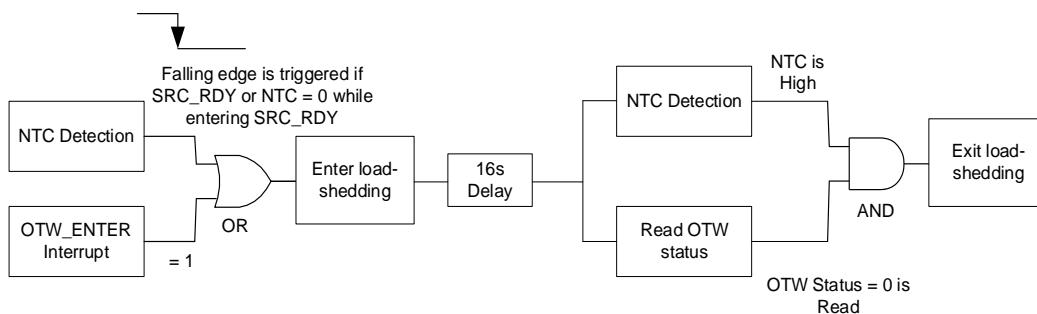 Falling edge is triggered if
SRC_RDY or NTC = 0 while
entering SRC_RDY
NTC Detection
OTW_ENTER
Interrupt
= 1
OR
Enter load-
shedding
16s
Delay
NTC Detection
NTC is
High
Read OTW
status
OTW Status = 0 is
Read
AND
Exit load-
shedding